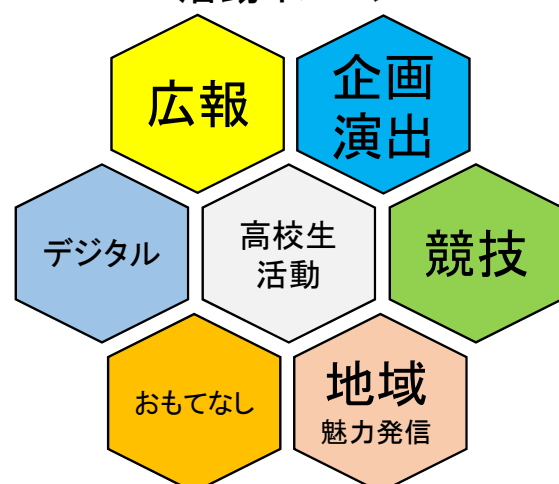 広報
企画
演出
デジタル
高校生
活動
競技
おもてなし
地域
魅力発信